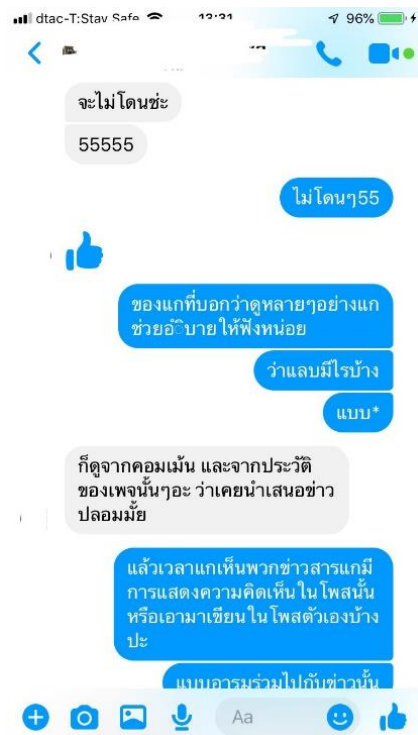 dtac-T:Stay Safe
13:31
96%
จะไม่โดนช่ะ
55555
ไม่โดนๆ55
ของแกที่บอกว่าดูหลายๆอย่างแก
ช่วยอํิบายให้ฟังหน่อย
ว่าแลบมีไรบ้าง
แบบ*
ก็ดูจากคอมเม้น และจากประวัติ
ของเพจนั้นๆอะ ว่าเคยนำเสนอข่าว
ปลอมมั้ย
แล้วเวลาแกเห็นพวกข่าวสารแกมี
การแสดงความคิดเห็นในโพสนั้น
หรือเอามาเขียนในโพสตัวเองบ้าง
ปะ
แบบอารมร่วมไปกับข่าวนั้น
Aa